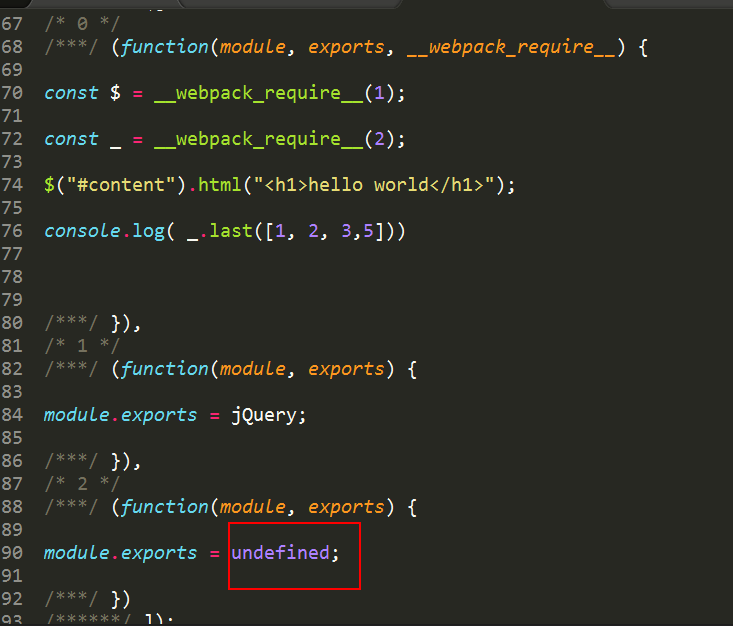 67 /* 0 */
68 /***/ (function(module, exports, __webpack_require__) {
69
70 const $ = __webpack_require__(1);
71
72 const _ = __webpack_require__(2);
73
74 $("#content").html("<h1>hello world</h1>");
75
76 console.log( _.last([1, 2, 3,5]))
77
78
79
80 /***/ }),
81 /* 1 */
82 /***/ (function(module, exports) {
83
84 module.exports = jQuery;
85
86 /***/ }),
87 /* 2 */
88 /***/ (function(module, exports) {
89
90 module.exports = undefined;
91
92 /***/ })
93 /******/ ]);